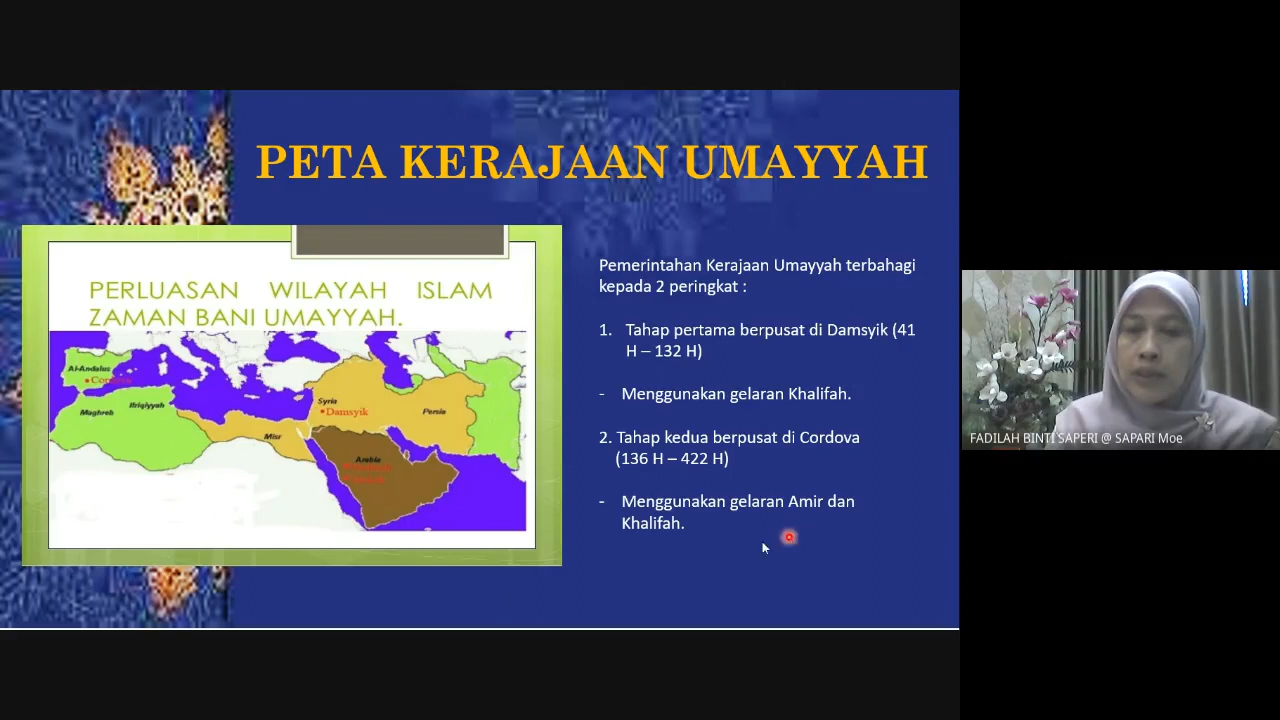 PETA KERAJAAN UMAYYAH
PERLUASAN WILAYAH ISLAM
ZAMAN BANI UMAYYAH.
Al-Andalus
Maghreb
Ifriqiyyah
Misr
Syria
Damsyik
Persia
Arabia
Pemerintahan Kerajaan Umayyah terbahagi
kepada 2 peringkat :
1. Tahap pertama berpusat di Damsyik (41
H – 132 H)
- Menggunakan gelaran Khalifah.
2. Tahap kedua berpusat di Cordova
(136 H – 422 H)
- Menggunakan gelaran Amir dan
Khalifah.
FADILAH BINTI SAPERI @ SAPARI Moe